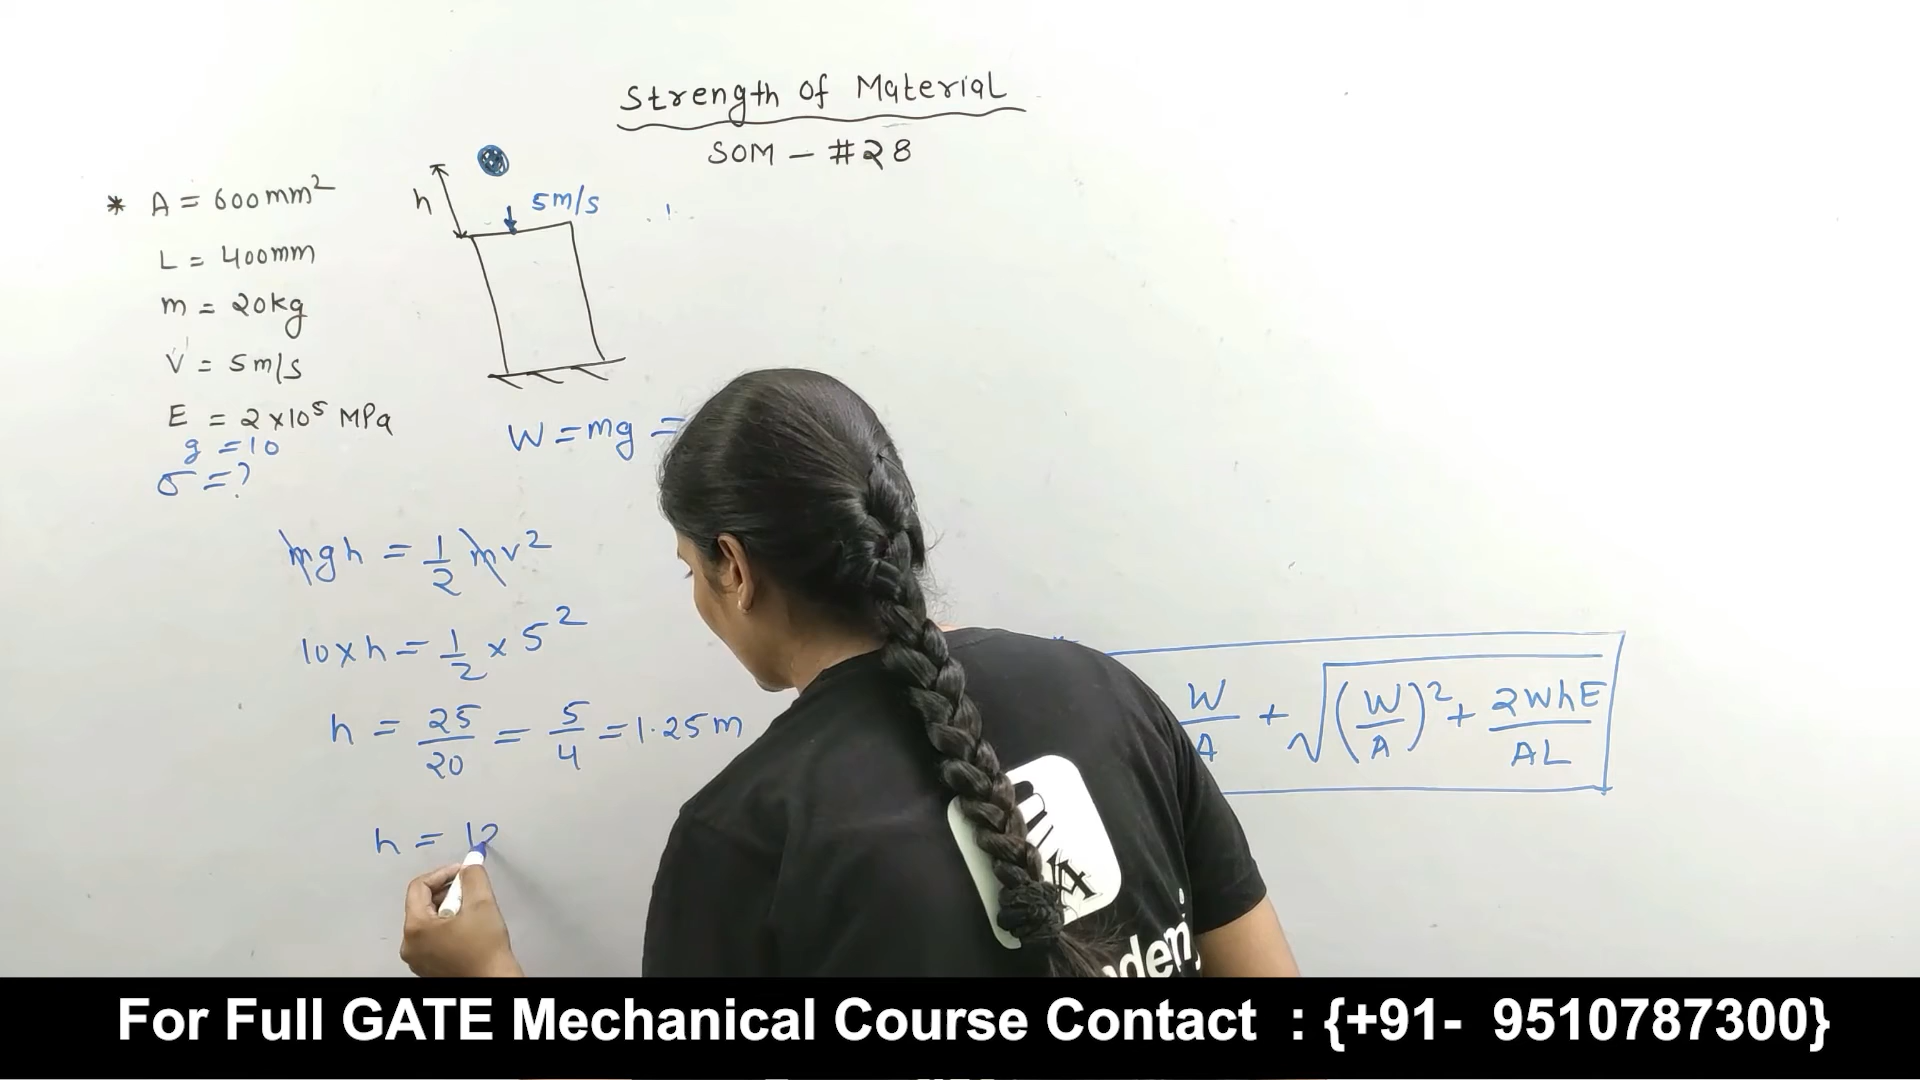 Strength of Material
SOM – #28
* A = 600mm²
L = 400mm
m = 20kg
V = 5m/s
E = 2×10⁵ MPa
g = 10
σ = ?
h
5m/s
W = mg =
mgh = 1/2 mv²
10×h = 1/2 × 5²
h = 25/20 = 5/4 = 1.25m
h = 12
W/A + √((W/A)² + 2WhE/AL)
For Full GATE Mechanical Course Contact : {+91- 9510787300}